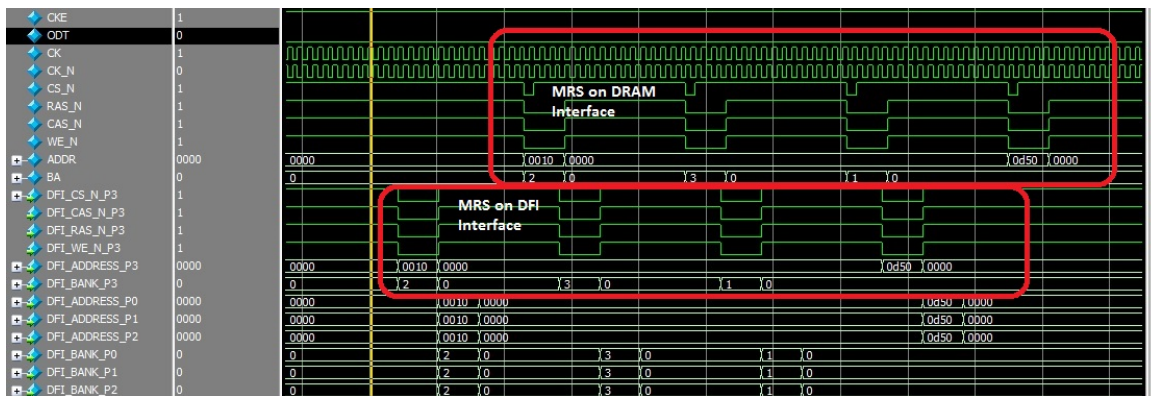 CKE 1
ODT 0
CK 1
CK_N 0
CS_N 1 MRS on DRAM
RAS_N 1 Interface
CAS_N 1
WE_N 1
ADDR 0000 0000 0010 0000 0d50 0000
BA 0 0 2 0 3 0 1 0
DFI_CS_N_P3 1
DFI_CAS_N_P3 1 MRS on DFI
DFI_RAS_N_P3 1 Interface
DFI_WE_N_P3 1
DFI_ADDRESS_P3 0000 0000 0010 0000 0d50 0000
DFI_BANK_P3 0 0 2 0 3 0 1 0
DFI_ADDRESS_P0 0000 0000 0010 0000 0d50 0000
DFI_ADDRESS_P1 0000 0000 0010 0000 0d50 0000
DFI_ADDRESS_P2 0000 0000 0010 0000 0d50 0000
DFI_BANK_P0 0 0 2 0 3 0 1 0
DFI_BANK_P1 0 0 2 0 3 0 1 0
DFI_BANK_P2 0 0 2 0 3 0 1 0